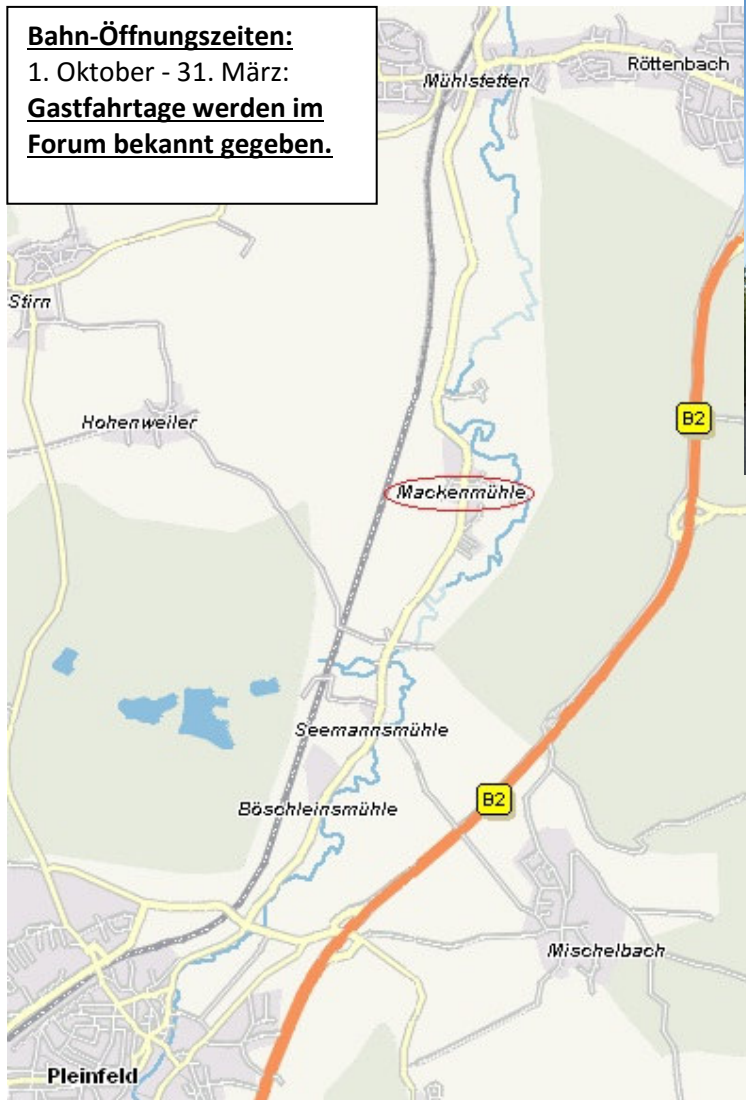 Bahn-Öffnungszeiten:
1. Oktober - 31. März:
Gastfahrtage werden im
Forum bekannt gegeben.
Mühlstetten
Röttenbach
Stirn
Hohenweiler
B2
Mackenmühle
Seemannsmühle
B2
Böschleinsmühle
Mischelbach
Pleinfeld